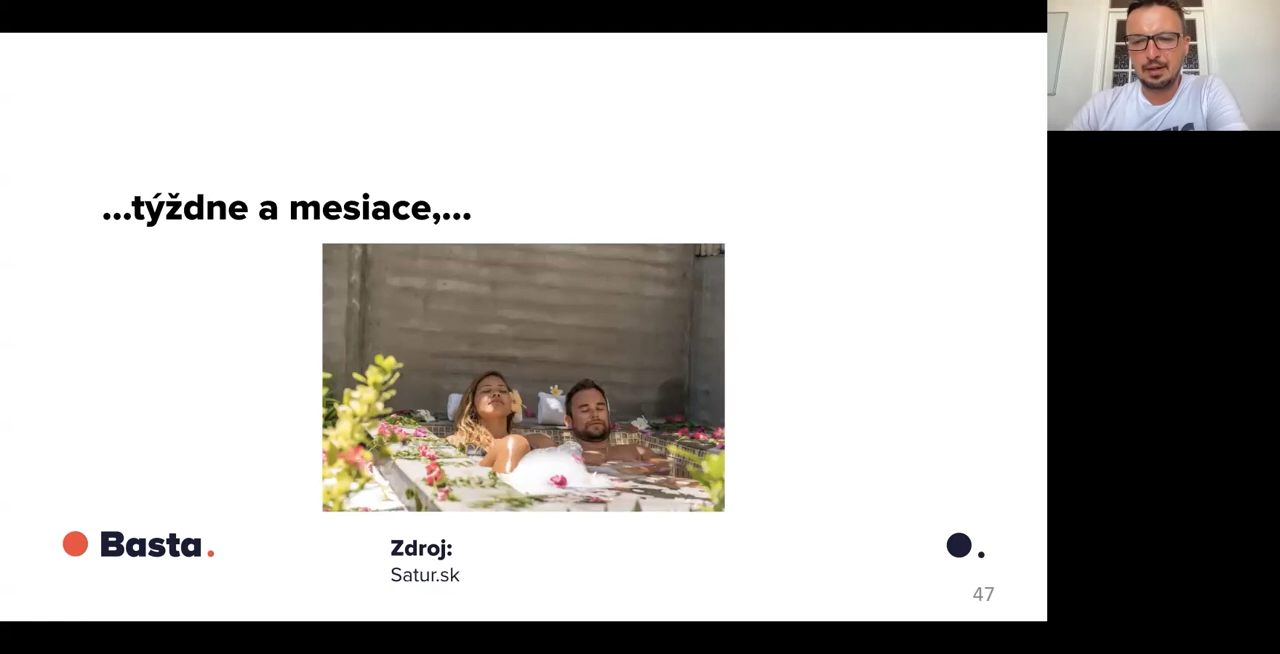 ...týždne a mesiace,...
Basta.
Zdroj:
Satur.sk
47